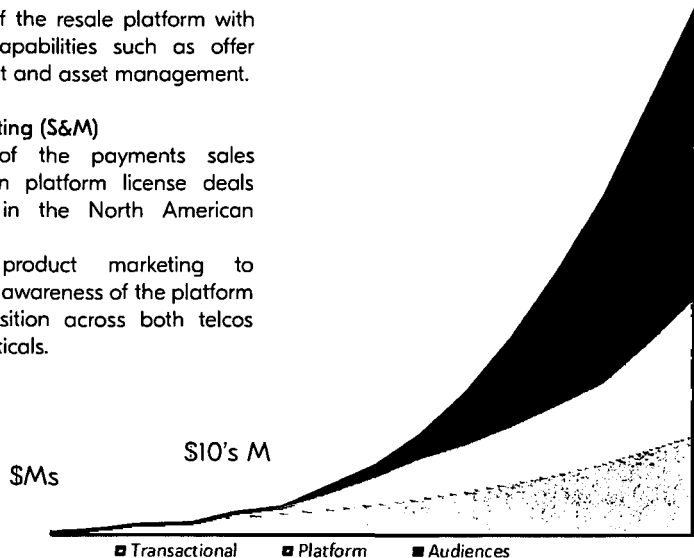 f the resale platform with
apabilities such as offer
t and asset management.
ting (S&M)
of the payments sales
n platform license deals
in the North American
product marketing to
awareness of the platform
sition across both telcos
ticals.
$Ms
$10's M
Transactional
Platform
Audiences